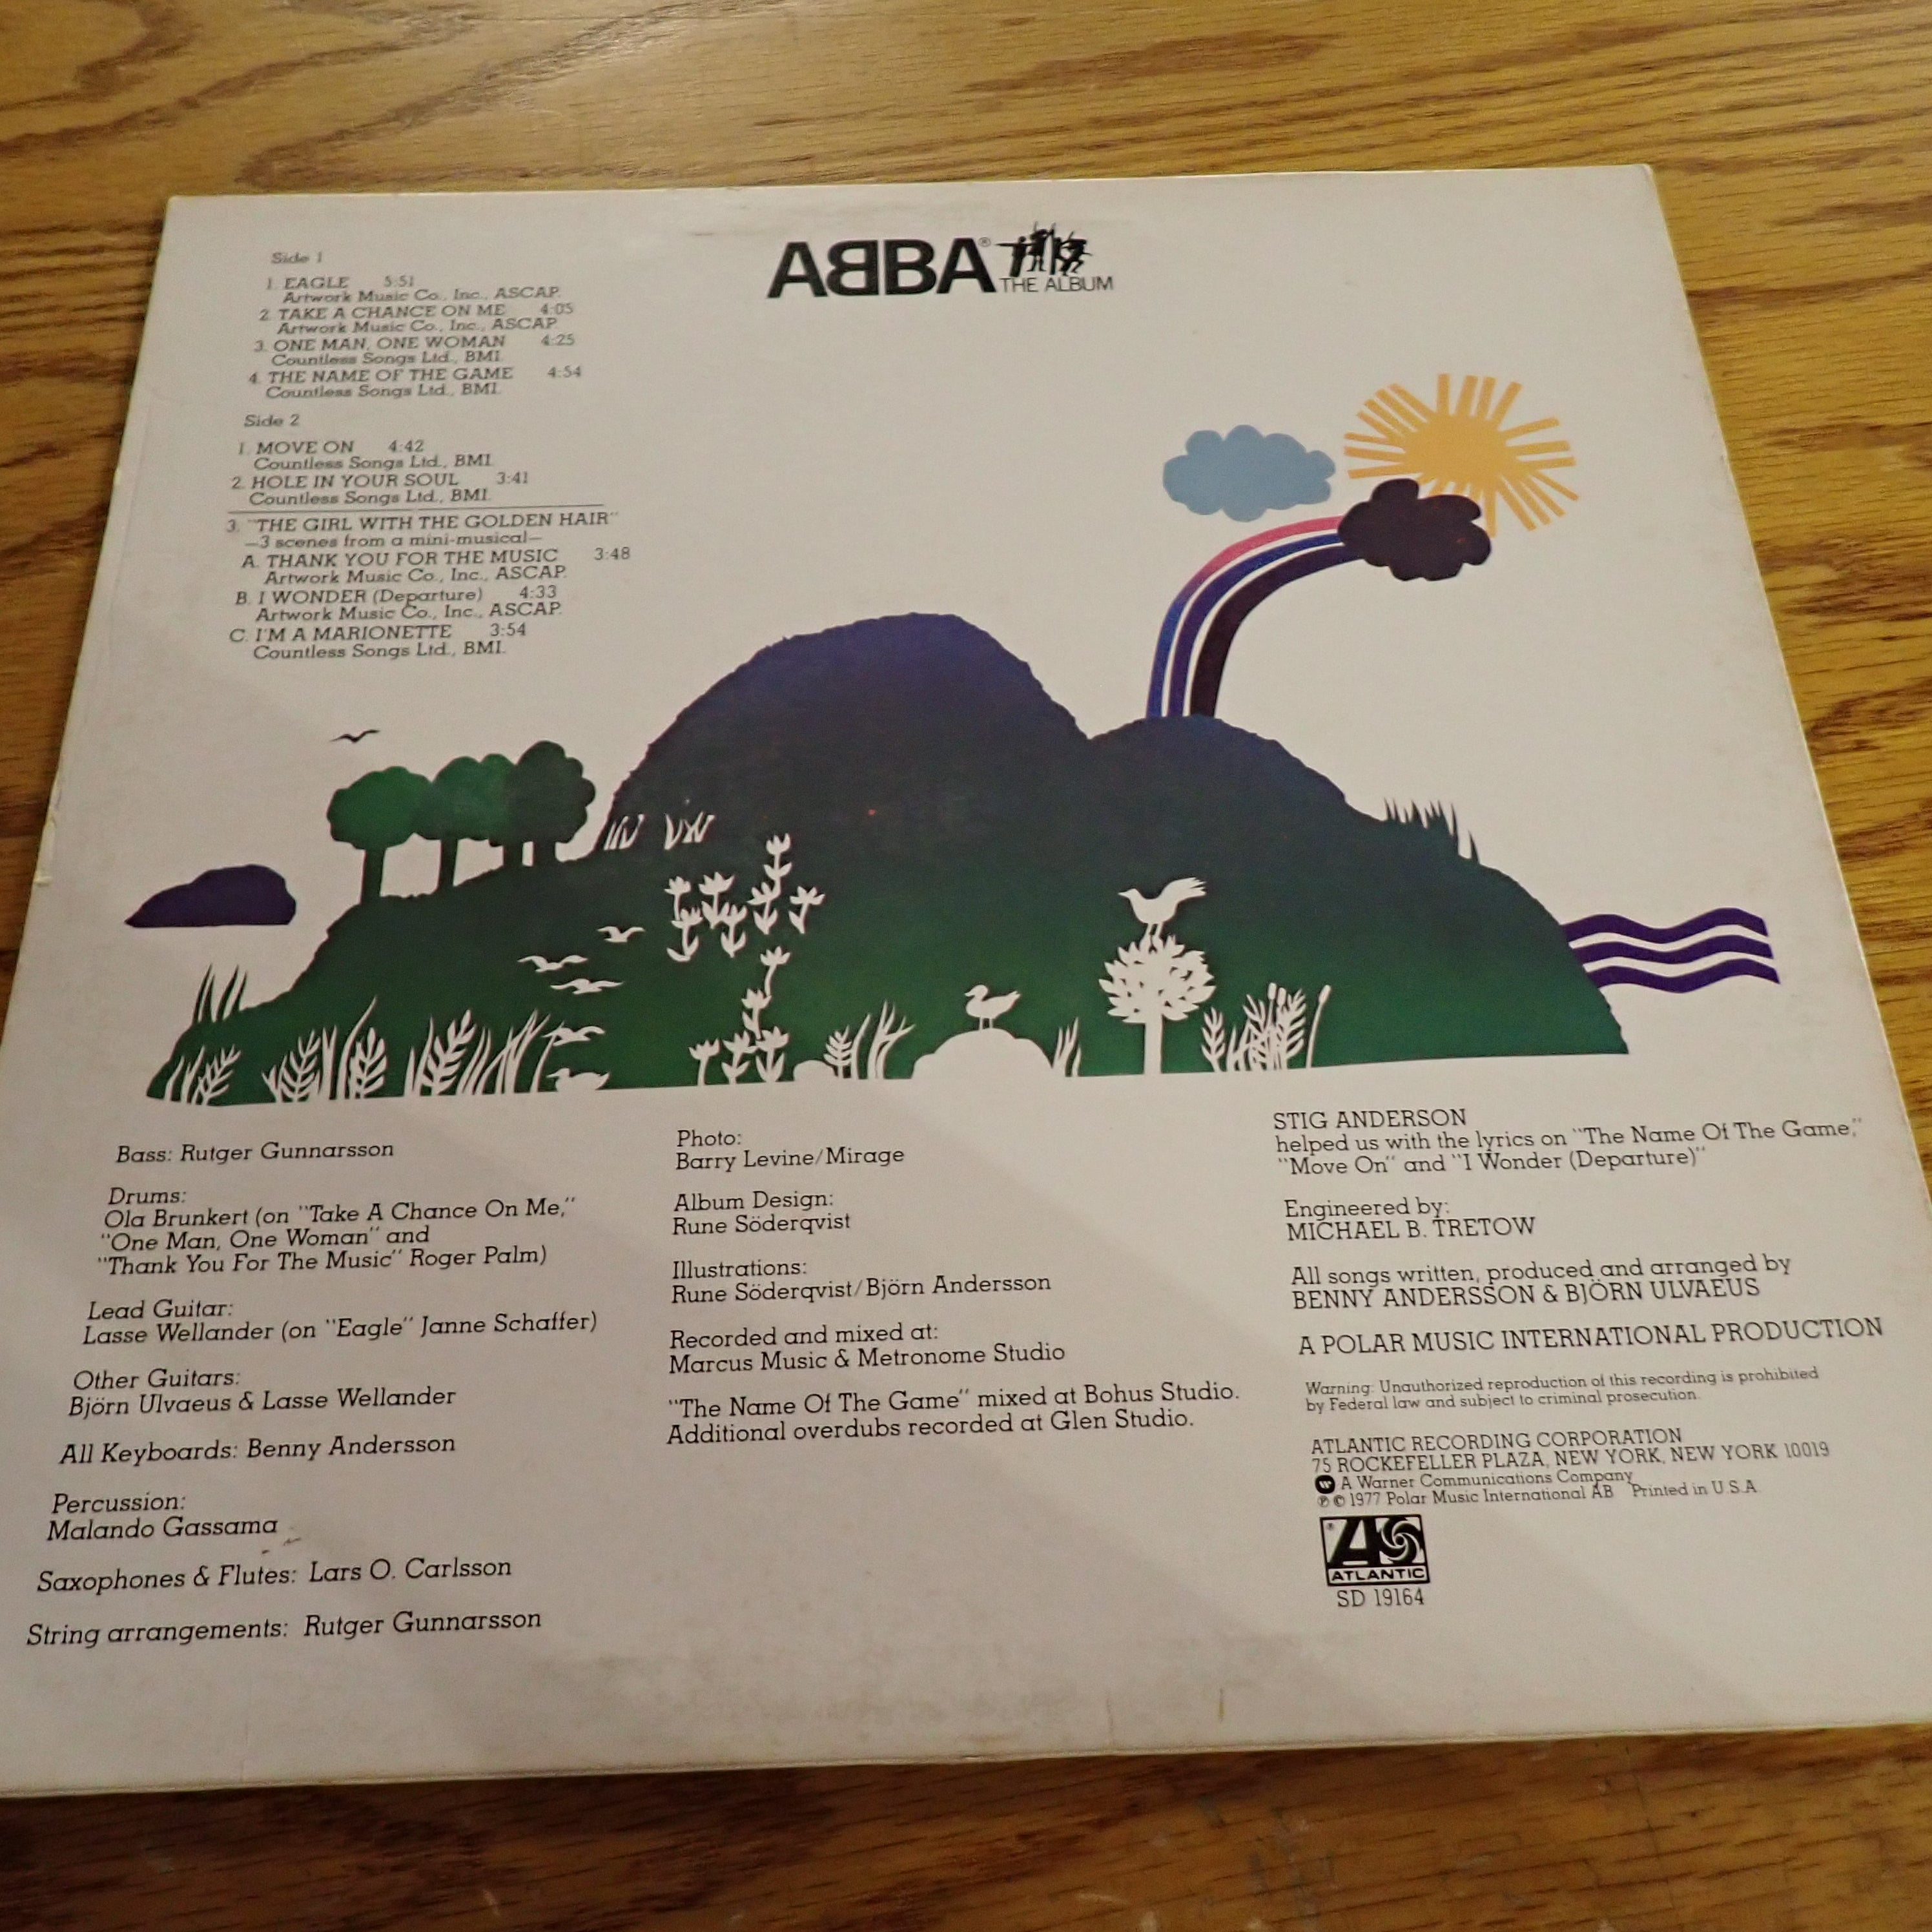 ABBA® THE ALBUM
Side 1
1. EAGLE 5:51
Artwork Music Co., Inc., ASCAP.
2. TAKE A CHANCE ON ME 4:05
Artwork Music Co., Inc., ASCAP.
3. ONE MAN, ONE WOMAN 4:25
Countless Songs Ltd., BMI.
4. THE NAME OF THE GAME 4:54
Countless Songs Ltd., BMI.
Side 2
1. MOVE ON 4:42
Countless Songs Ltd., BMI.
2. HOLE IN YOUR SOUL 3:41
Countless Songs Ltd., BMI.
3. "THE GIRL WITH THE GOLDEN HAIR"
—3 scenes from a mini-musical—
A. THANK YOU FOR THE MUSIC 3:48
Artwork Music Co., Inc., ASCAP.
B. I WONDER (Departure) 4:33
Artwork Music Co., Inc., ASCAP.
C. I'M A MARIONETTE 3:54
Countless Songs Ltd., BMI.
Bass: Rutger Gunnarsson
Drums:
Ola Brunkert (on "Take A Chance On Me,"
"One Man, One Woman" and
"Thank You For The Music" Roger Palm)
Lead Guitar:
Lasse Wellander (on "Eagle" Janne Schaffer)
Other Guitars:
Björn Ulvaeus & Lasse Wellander
All Keyboards: Benny Andersson
Percussion:
Malando Gassama
Saxophones & Flutes: Lars O. Carlsson
String arrangements: Rutger Gunnarsson
Photo:
Barry Levine/Mirage
Album Design:
Rune Söderqvist
Illustrations:
Rune Söderqvist/Björn Andersson
Recorded and mixed at:
Marcus Music & Metronome Studio
"The Name Of The Game" mixed at Bohus Studio.
Additional overdubs recorded at Glen Studio.
STIG ANDERSON
helped us with the lyrics on "The Name Of The Game,"
"Move On" and "I Wonder (Departure)"
Engineered by:
MICHAEL B. TRETOW
All songs written, produced and arranged by
BENNY ANDERSSON & BJÖRN ULVAEUS
A POLAR MUSIC INTERNATIONAL PRODUCTION
Warning: Unauthorized reproduction of this recording is prohibited
by Federal law and subject to criminal prosecution.
ATLANTIC RECORDING CORPORATION
75 ROCKEFELLER PLAZA, NEW YORK, NEW YORK 10019
A Warner Communications Company
℗ © 1977 Polar Music International AB Printed in U.S.A.
ATLANTIC
SD 19164